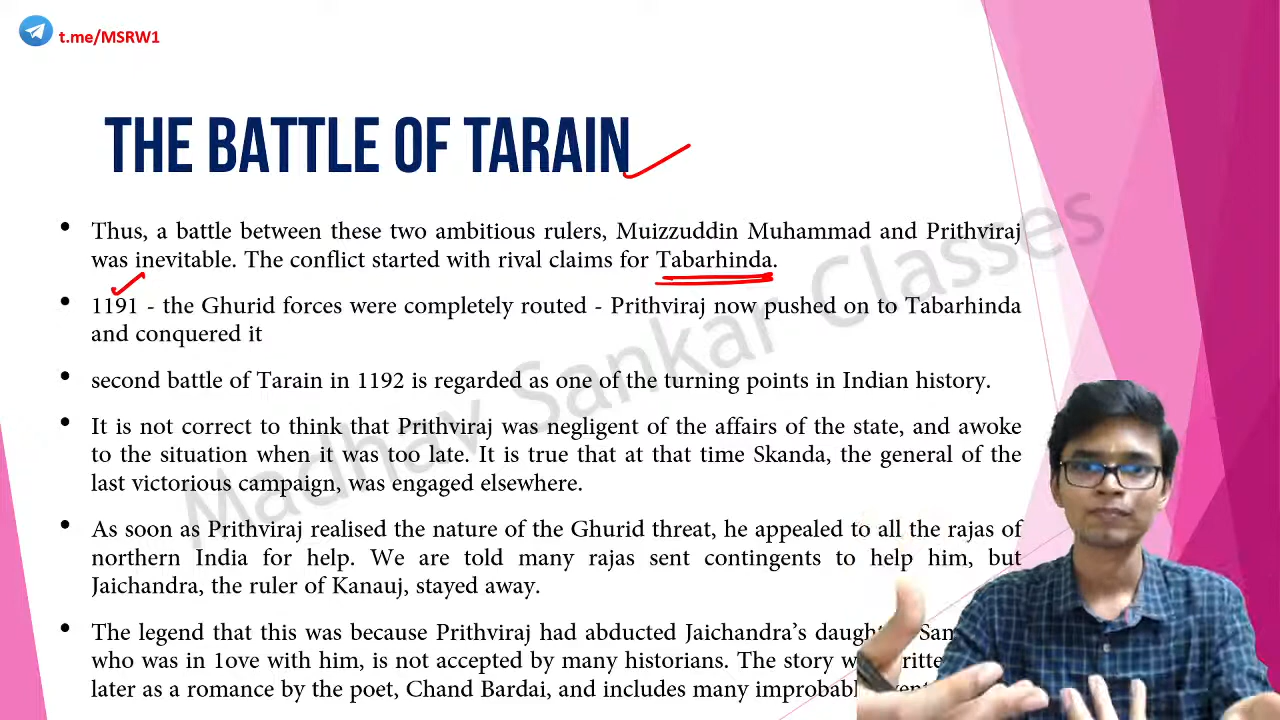 t.me/MSRW1
THE BATTLE OF TARAIN
• Thus, a battle between these two ambitious rulers, Muizzuddin Muhammad and Prithviraj
was inevitable. The conflict started with rival claims for Tabarhinda.
• 1191 - the Ghurid forces were completely routed - Prithviraj now pushed on to Tabarhinda
and conquered it
• second battle of Tarain in 1192 is regarded as one of the turning points in Indian history.
• It is not correct to think that Prithviraj was negligent of the affairs of the state, and awoke
to the situation when it was too late. It is true that at that time Skanda, the general of the
last victorious campaign, was engaged elsewhere.
• As soon as Prithviraj realised the nature of the Ghurid threat, he appealed to all the rajas of
northern India for help. We are told many rajas sent contingents to help him, but
Jaichandra, the ruler of Kanauj, stayed away.
• The legend that this was because Prithviraj had abducted Jaichandra's
who was in 1ove with him, is not accepted by many historians. The story
later as a romance by the poet, Chand Bardai, and includes many
Madhav Sankar Classes